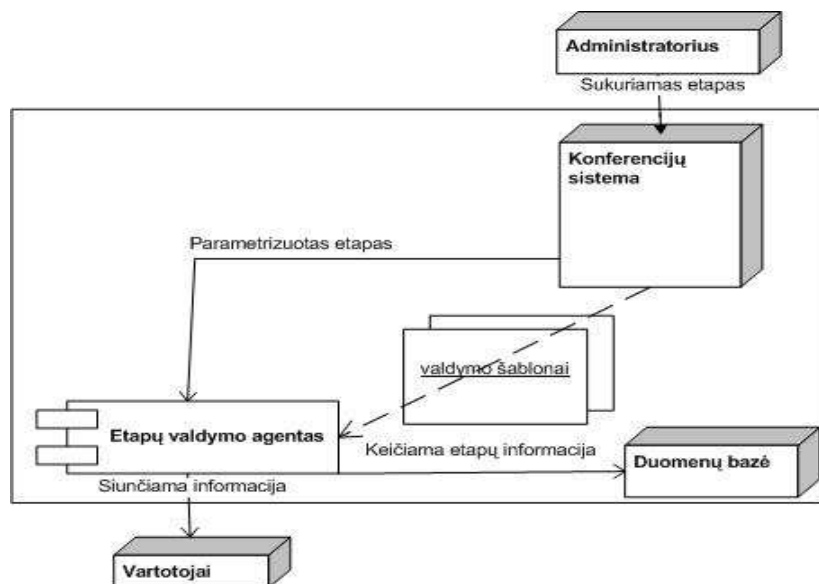 Administratorius
Sukuriamas etapas
Konferencijų
sistema
Parametrizuotas etapas
valdymo šablonai
Etapų valdymo agentas
Keičiama etapų informacija
Duomenų bazė
Siunčiama informacija
Vartotojai